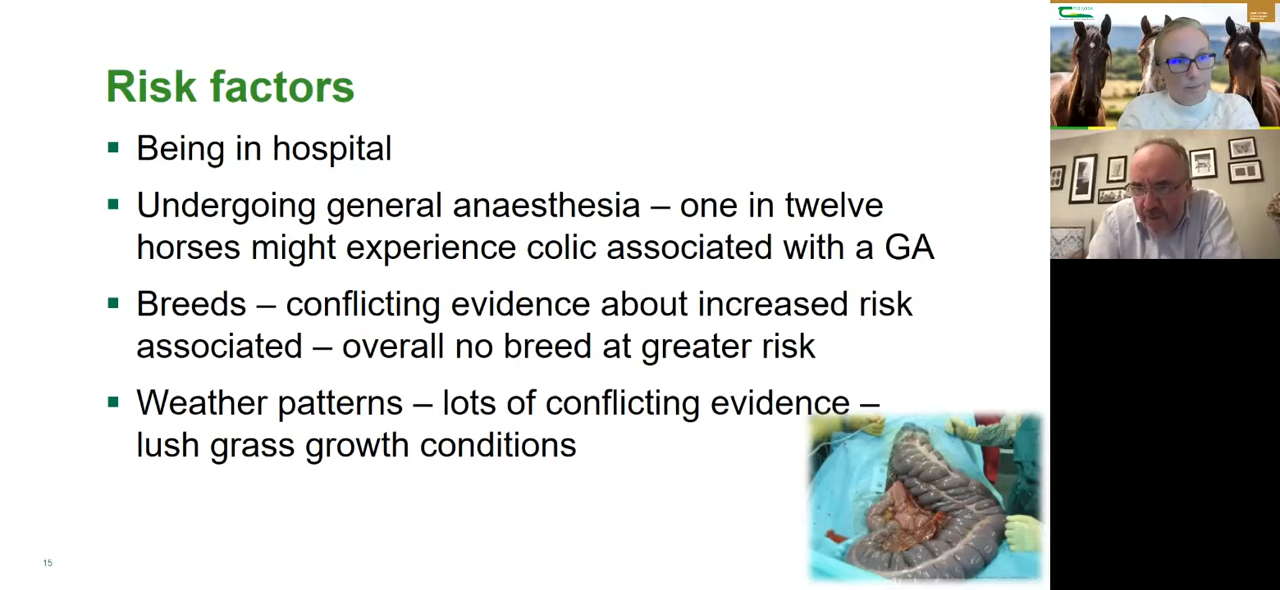 Risk factors
▪ Being in hospital
▪ Undergoing general anaesthesia – one in twelve
horses might experience colic associated with a GA
▪ Breeds – conflicting evidence about increased risk
associated – overall no breed at greater risk
▪ Weather patterns – lots of conflicting evidence –
lush grass growth conditions
15